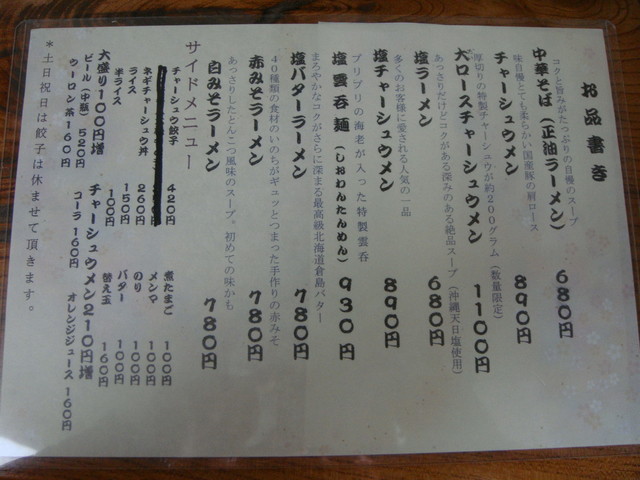 お品書き
コクと旨みがたっぷりの自慢のスープ
中華そば(正油ラーメン) 680円
味自慢とても柔らかい国産豚の肩ロース
チャーシュウメン 890円
厚切りの特製チャーシュウが約200グラム(数量限定)
大ロースチャーシュウメン 1100円
あっさりだけどコクがある深みのある絶品スープ(沖縄天日塩使用)
塩ラーメン 680円
多くのお客様に愛される人気の一品
塩チャーシュウメン 890円
プリプリの海老が入った特製雲呑
塩雲呑麺(しおわんたんめん) 930円
まろやかなコクがさらに深まる最高級北海道倉島バター
塩バターラーメン 780円
40種類の食材のいのちがギュッとつまった手作りの赤みそ
赤みそラーメン 780円
あっさりしたとんこつ風味のスープ。初めての味かも
白みそラーメン 780円
サイドメニュー
チャーシュウ餃子 420円 煮たまご 100円
メンマ 100円
ネギチャーシュウ丼 260円 のり 100円
ライス 150円 バター 100円
半ライス 100円 替え玉 160円
大盛り100円増 チャーシュウメン210円増
ビール(中瓶) 520円 コーラ 160円 オレンジジュース 160円
ウーロン茶 160円
*土日祝日は餃子は休ませて頂きます。